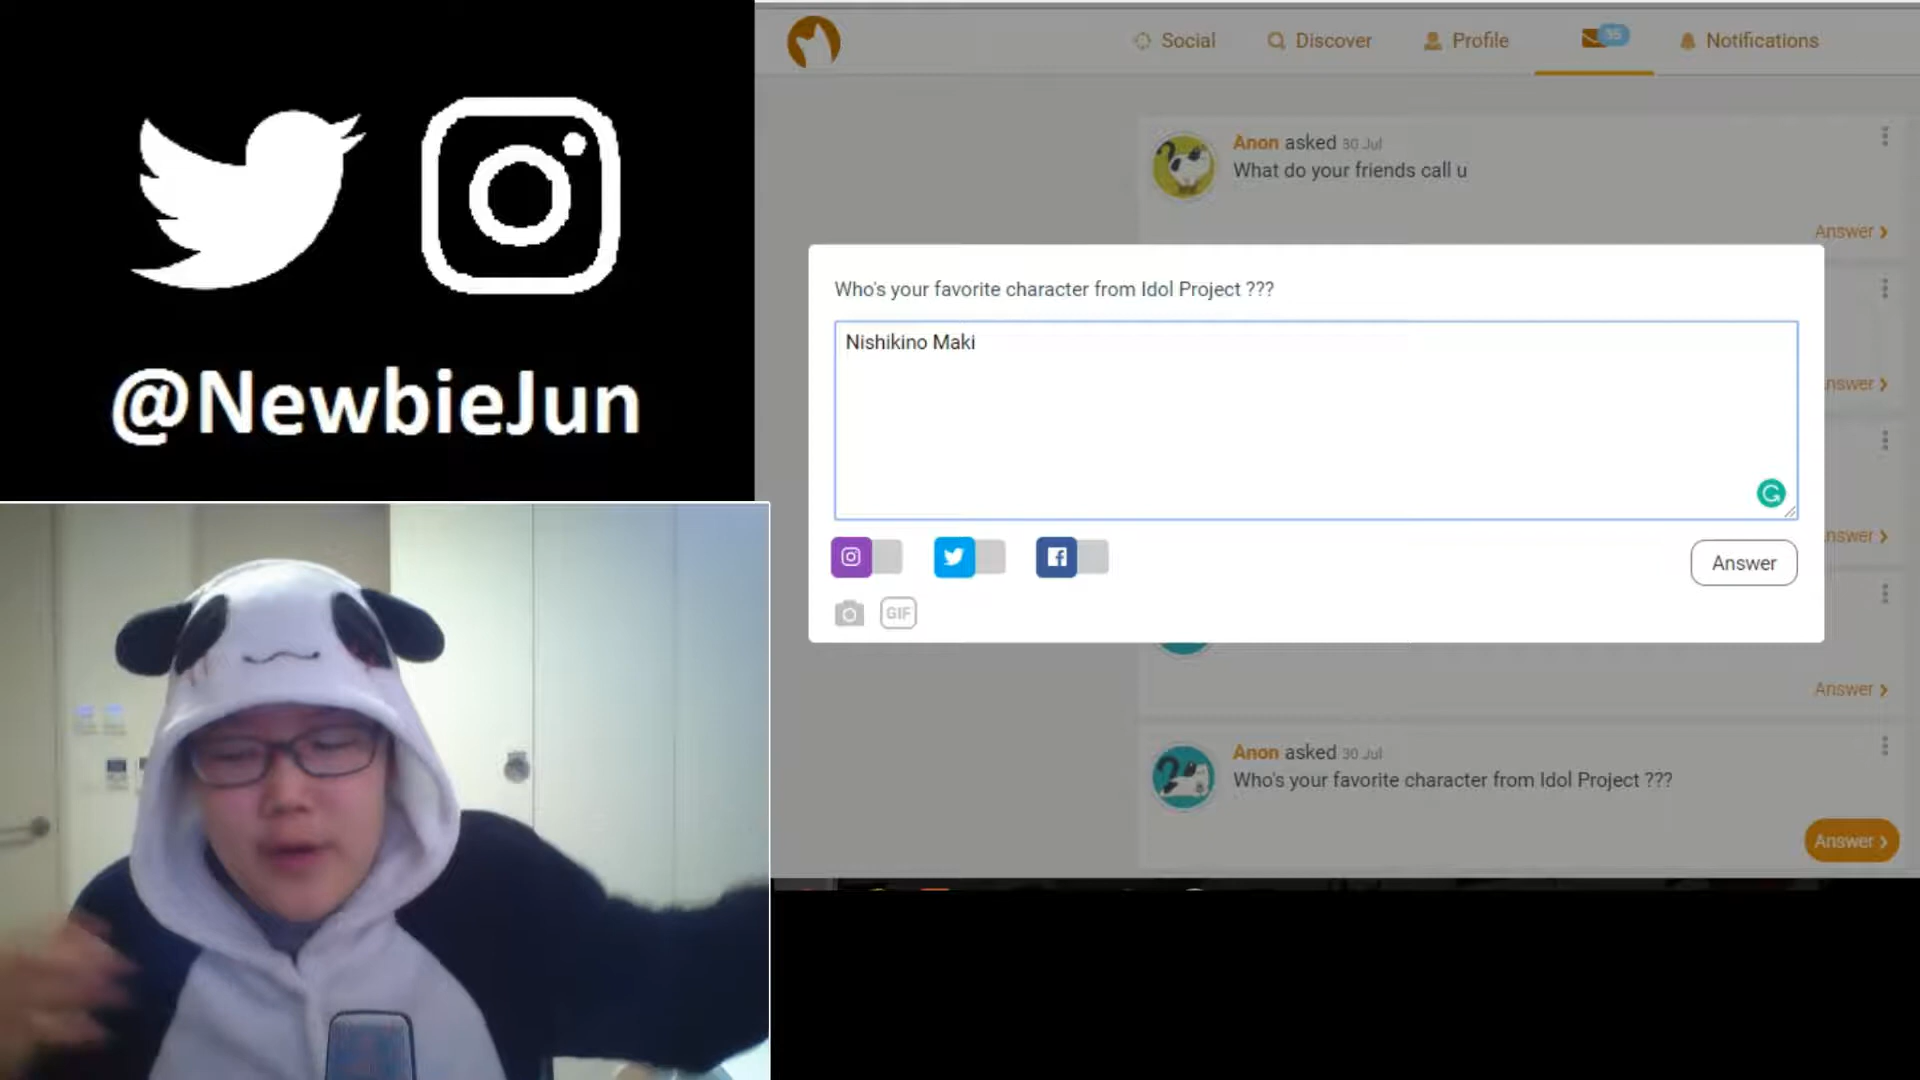 @NewbieJun
Social
Discover
Profile
35
Notifications
Anon asked 30 Jul
What do your friends call u
Answer
Who's your favorite character from Idol Project ???
Nishikino Maki
nswer
nswer
Answer
GIF
Answer
Anon asked 30 Jul
Who's your favorite character from Idol Project ???
Answer